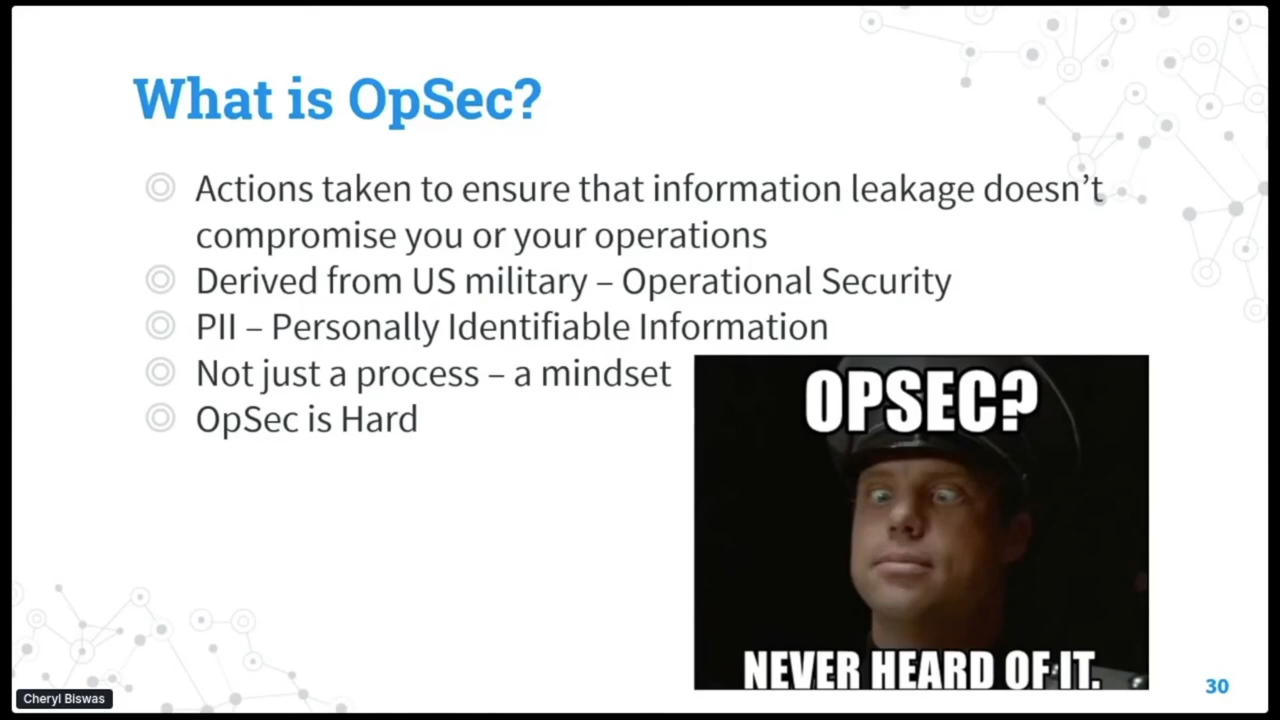 What is OpSec?
Actions taken to ensure that information leakage doesn’t
compromise you or your operations
Derived from US military – Operational Security
PII – Personally Identifiable Information
Not just a process – a mindset
OpSec is Hard
OPSEC?
NEVER HEARD OF IT.
30
Cheryl Biswas